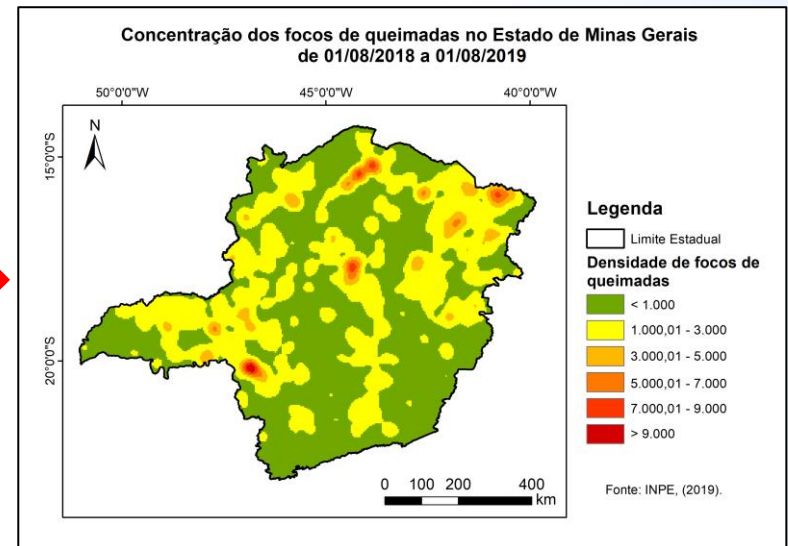 Concentração dos focos de queimadas no Estado de Minas Gerais
de 01/08/2018 a 01/08/2019
50°0'0"W 45°0'0"W 40°0'0"W
N
15°0'0"S
20°0'0"S
Legenda
Limite Estadual
Densidade de focos de
queimadas
< 1.000
1.000,01 - 3.000
3.000,01 - 5.000
5.000,01 - 7.000
7.000,01 - 9.000
> 9.000
0 100 200 400
km
Fonte: INPE, (2019).